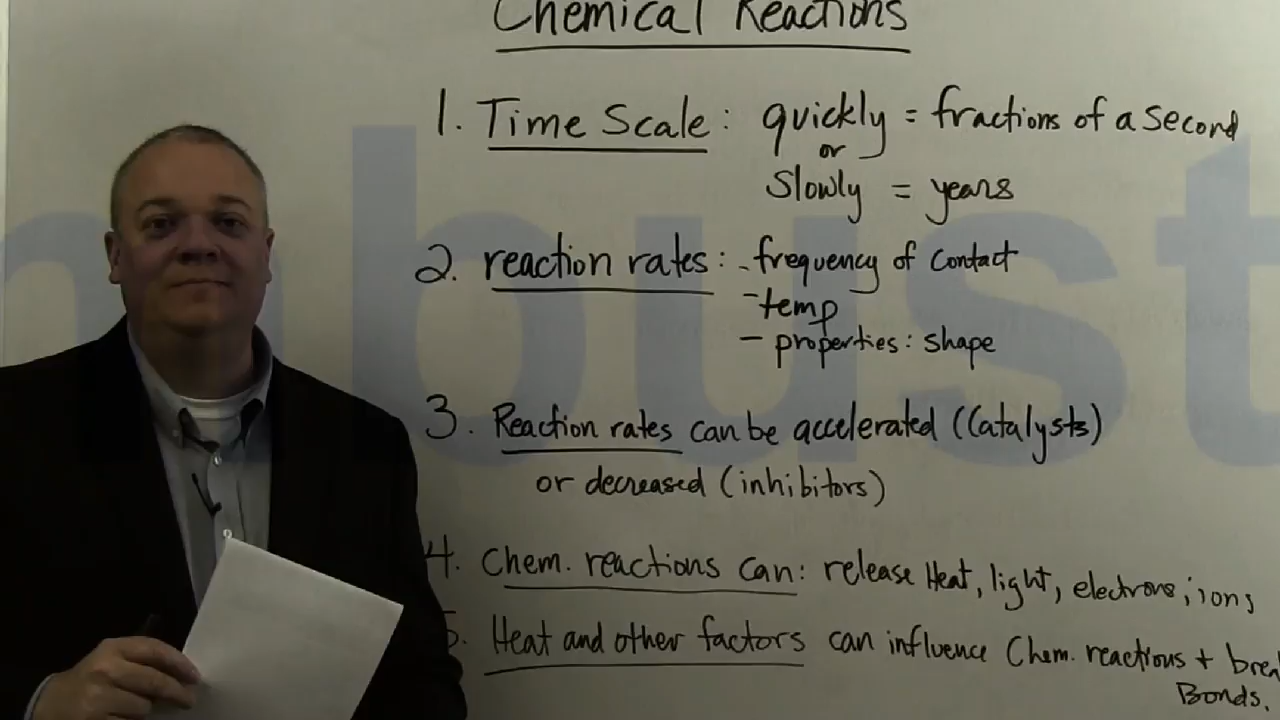 Chemical Reactions
1. Time Scale: quickly = fractions of a second
or
Slowly = years
2. reaction rates: - frequency of contact
- temp
- properties: shape
3. Reaction rates can be accelerated (Catalysts)
or decreased (inhibitors)
4. Chem. reactions can: release Heat, light, electrons, ions
5. Heat and other factors can influence Chem. reactions +
Bonds.
bust